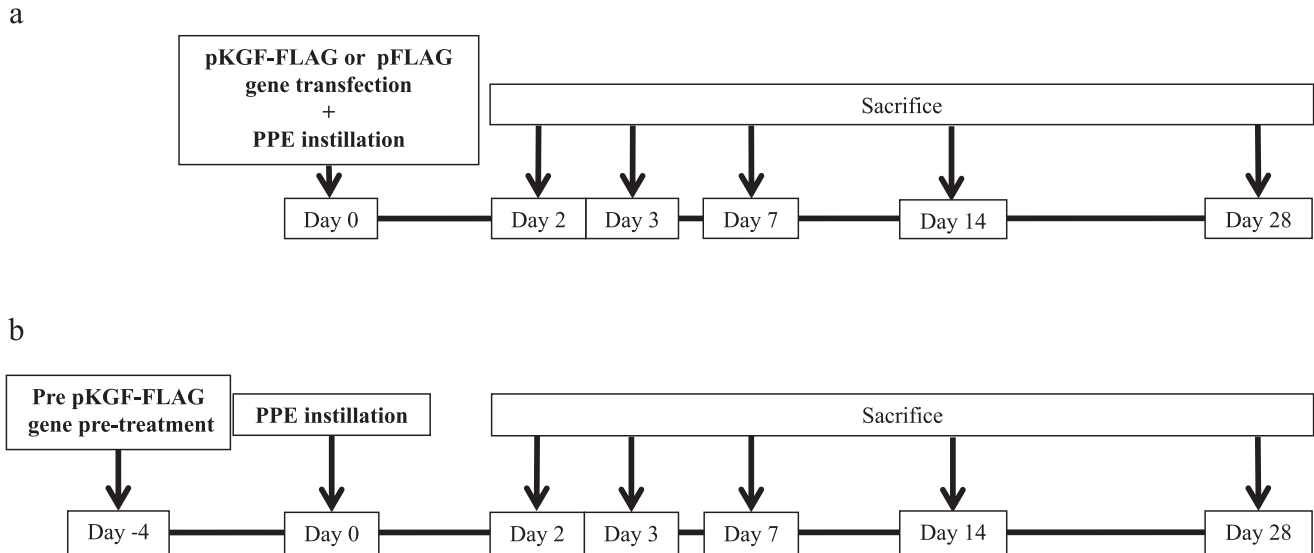 a
pKGF-FLAG or pFLAG
gene transfection
+
PPE instillation
Sacrifice
Day 0
Day 2
Day 3
Day 7
Day 14
Day 28
b
Pre pKGF-FLAG
gene pre-treatment
PPE instillation
Sacrifice
Day -4
Day 0
Day 2
Day 3
Day 7
Day 14
Day 28